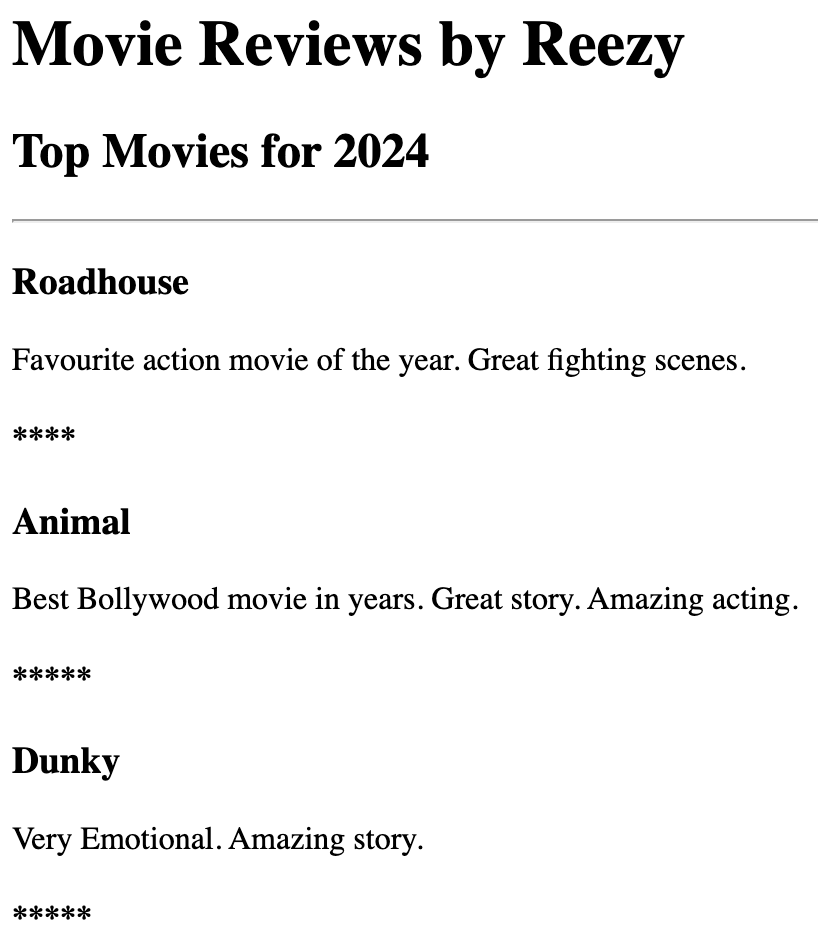 Movie Reviews by Reezy
Top Movies for 2024
Roadhouse
Favourite action movie of the year. Great fighting scenes.
****
Animal
Best Bollywood movie in years. Great story. Amazing acting.
*****
Dunky
Very Emotional. Amazing story.
*****